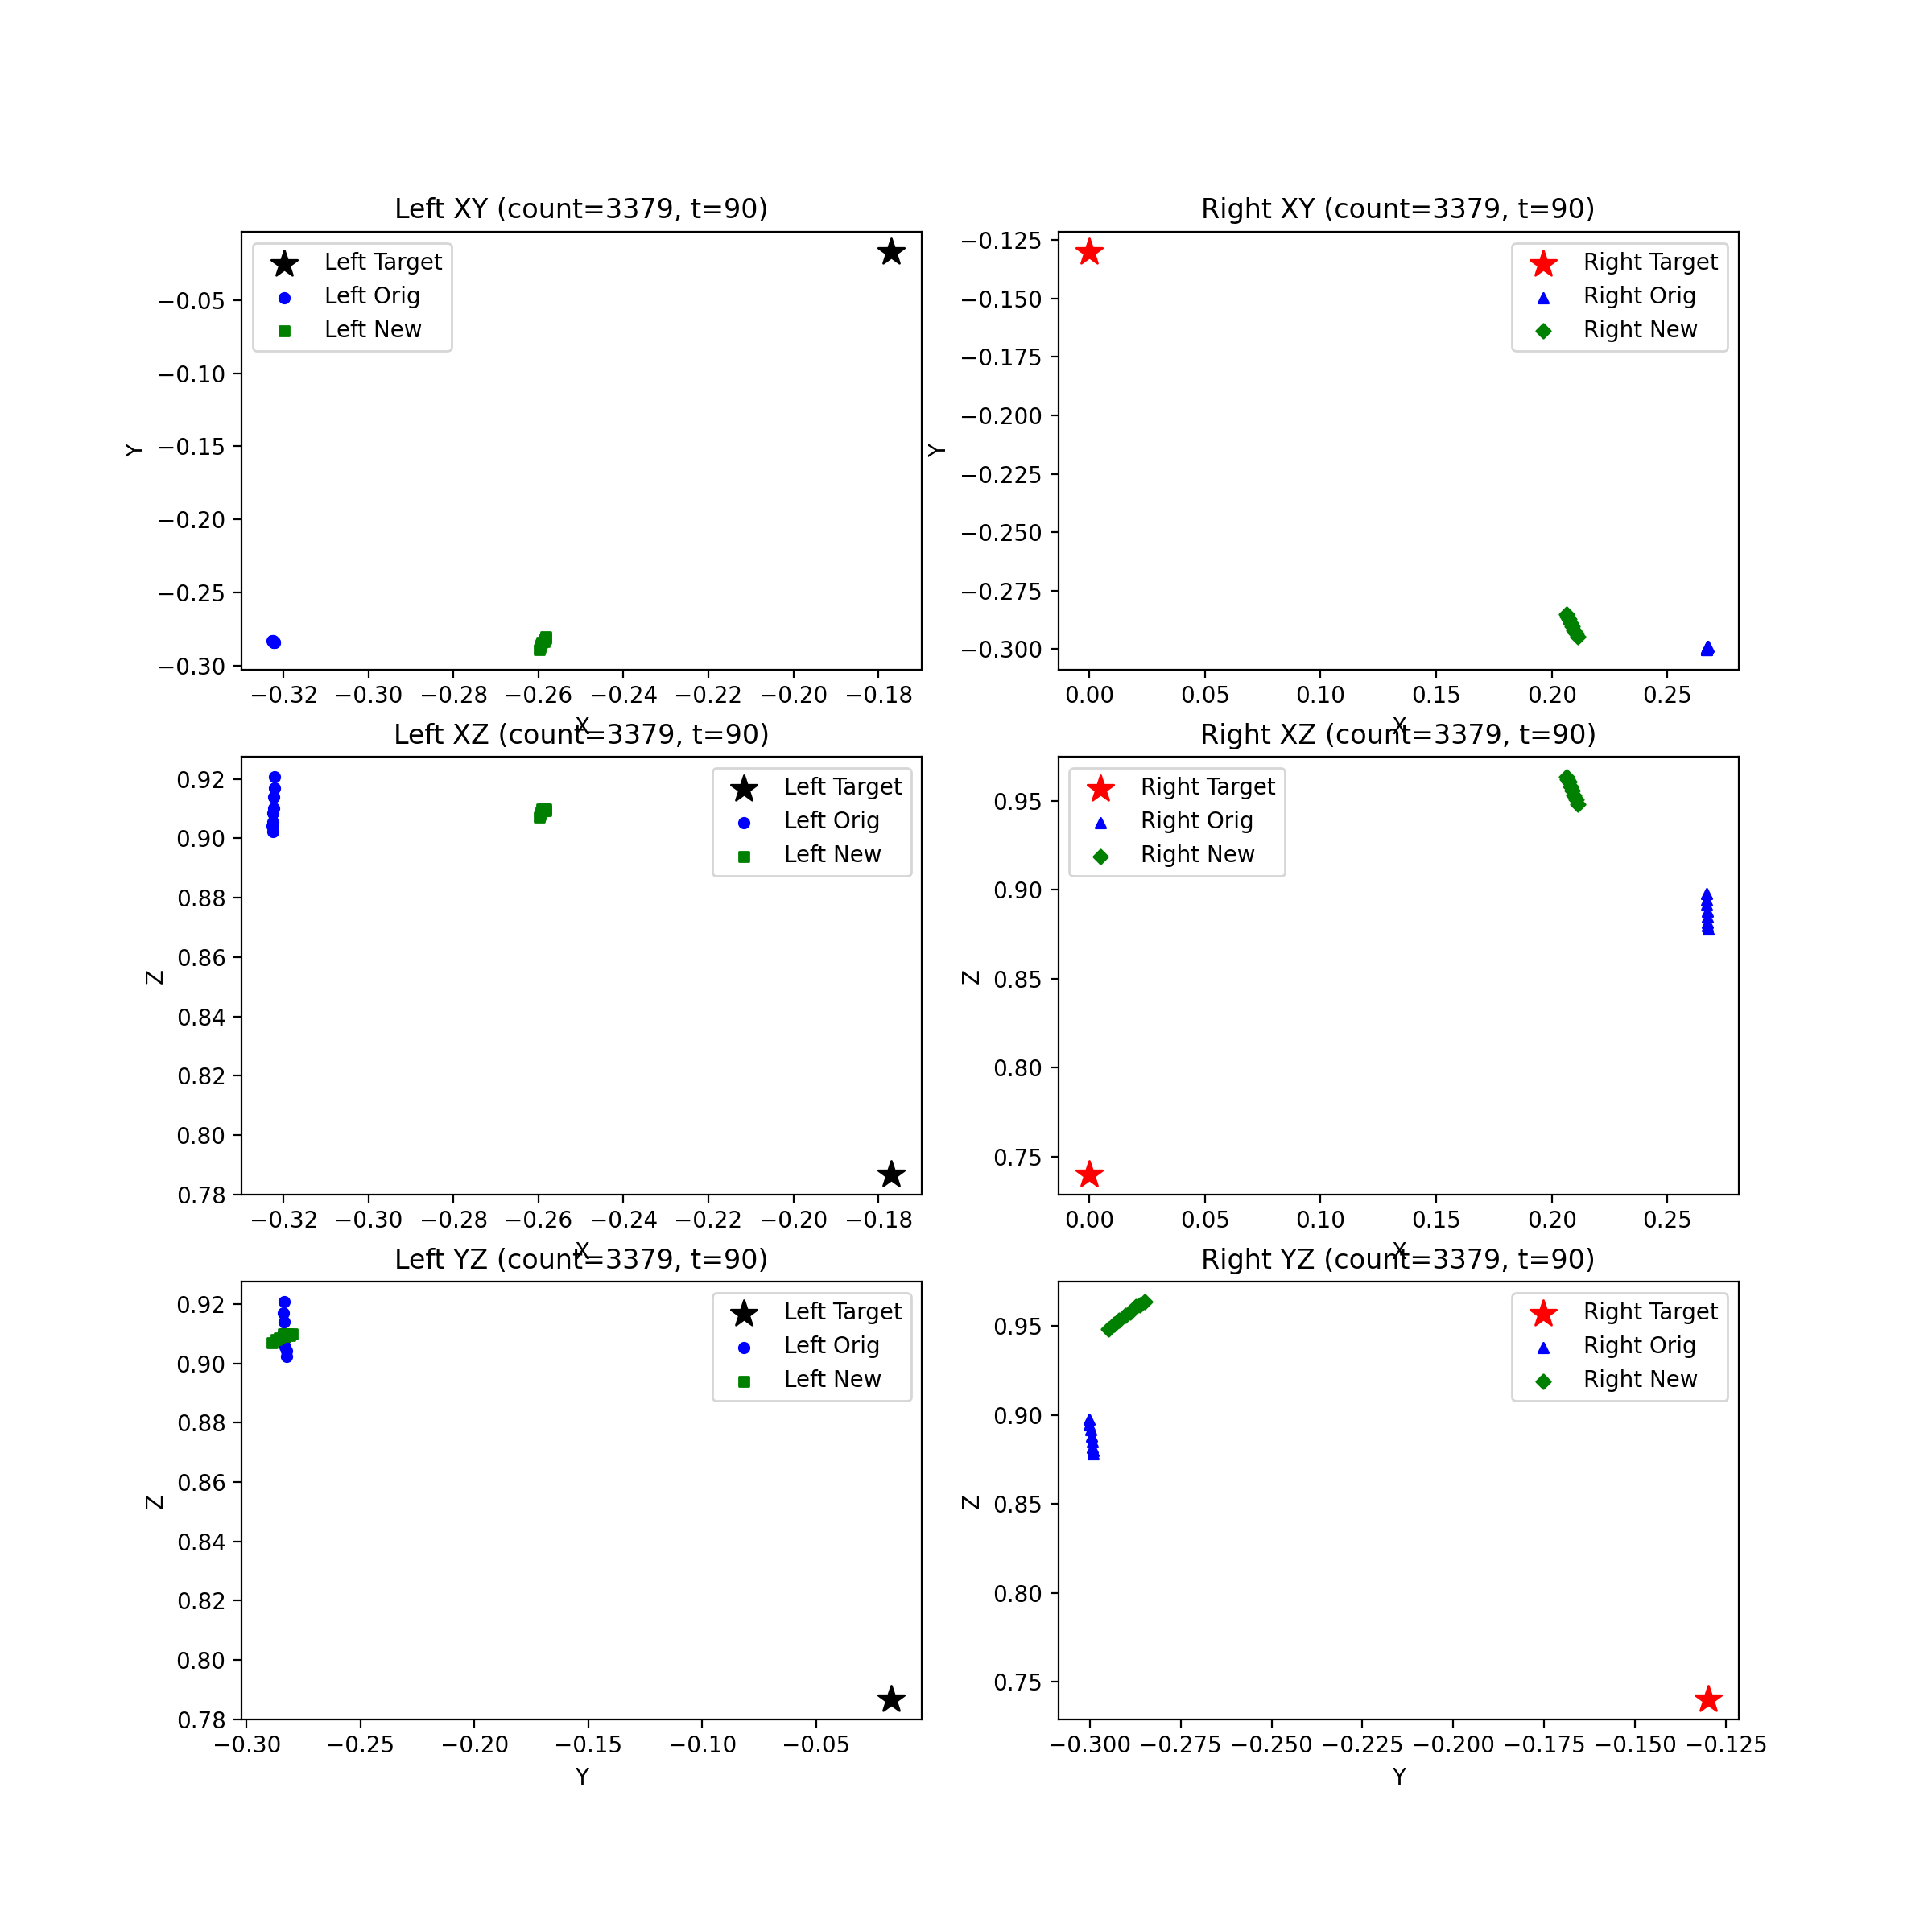 Left XY (count=3379, t=90)
Left Target
Left Orig
Left New
Y
−0.05
−0.10
−0.15
−0.20
−0.25
−0.30
−0.32 −0.30 −0.28 −0.26 −0.24 −0.22 −0.20 −0.18
X
Right XY (count=3379, t=90)
Right Target
Right Orig
Right New
Y
−0.125
−0.150
−0.175
−0.200
−0.225
−0.250
−0.275
−0.300
0.00 0.05 0.10 0.15 0.20 0.25
X
Left XZ (count=3379, t=90)
Left Target
Left Orig
Left New
Z
0.92
0.90
0.88
0.86
0.84
0.82
0.80
0.78
−0.32 −0.30 −0.28 −0.26 −0.24 −0.22 −0.20 −0.18
X
Right XZ (count=3379, t=90)
Right Target
Right Orig
Right New
Z
0.95
0.90
0.85
0.80
0.75
0.00 0.05 0.10 0.15 0.20 0.25
X
Left YZ (count=3379, t=90)
Left Target
Left Orig
Left New
Z
0.92
0.90
0.88
0.86
0.84
0.82
0.80
0.78
−0.30 −0.25 −0.20 −0.15 −0.10 −0.05
Y
Right YZ (count=3379, t=90)
Right Target
Right Orig
Right New
Z
0.95
0.90
0.85
0.80
0.75
−0.300 −0.275 −0.250 −0.225 −0.200 −0.175 −0.150 −0.125
Y